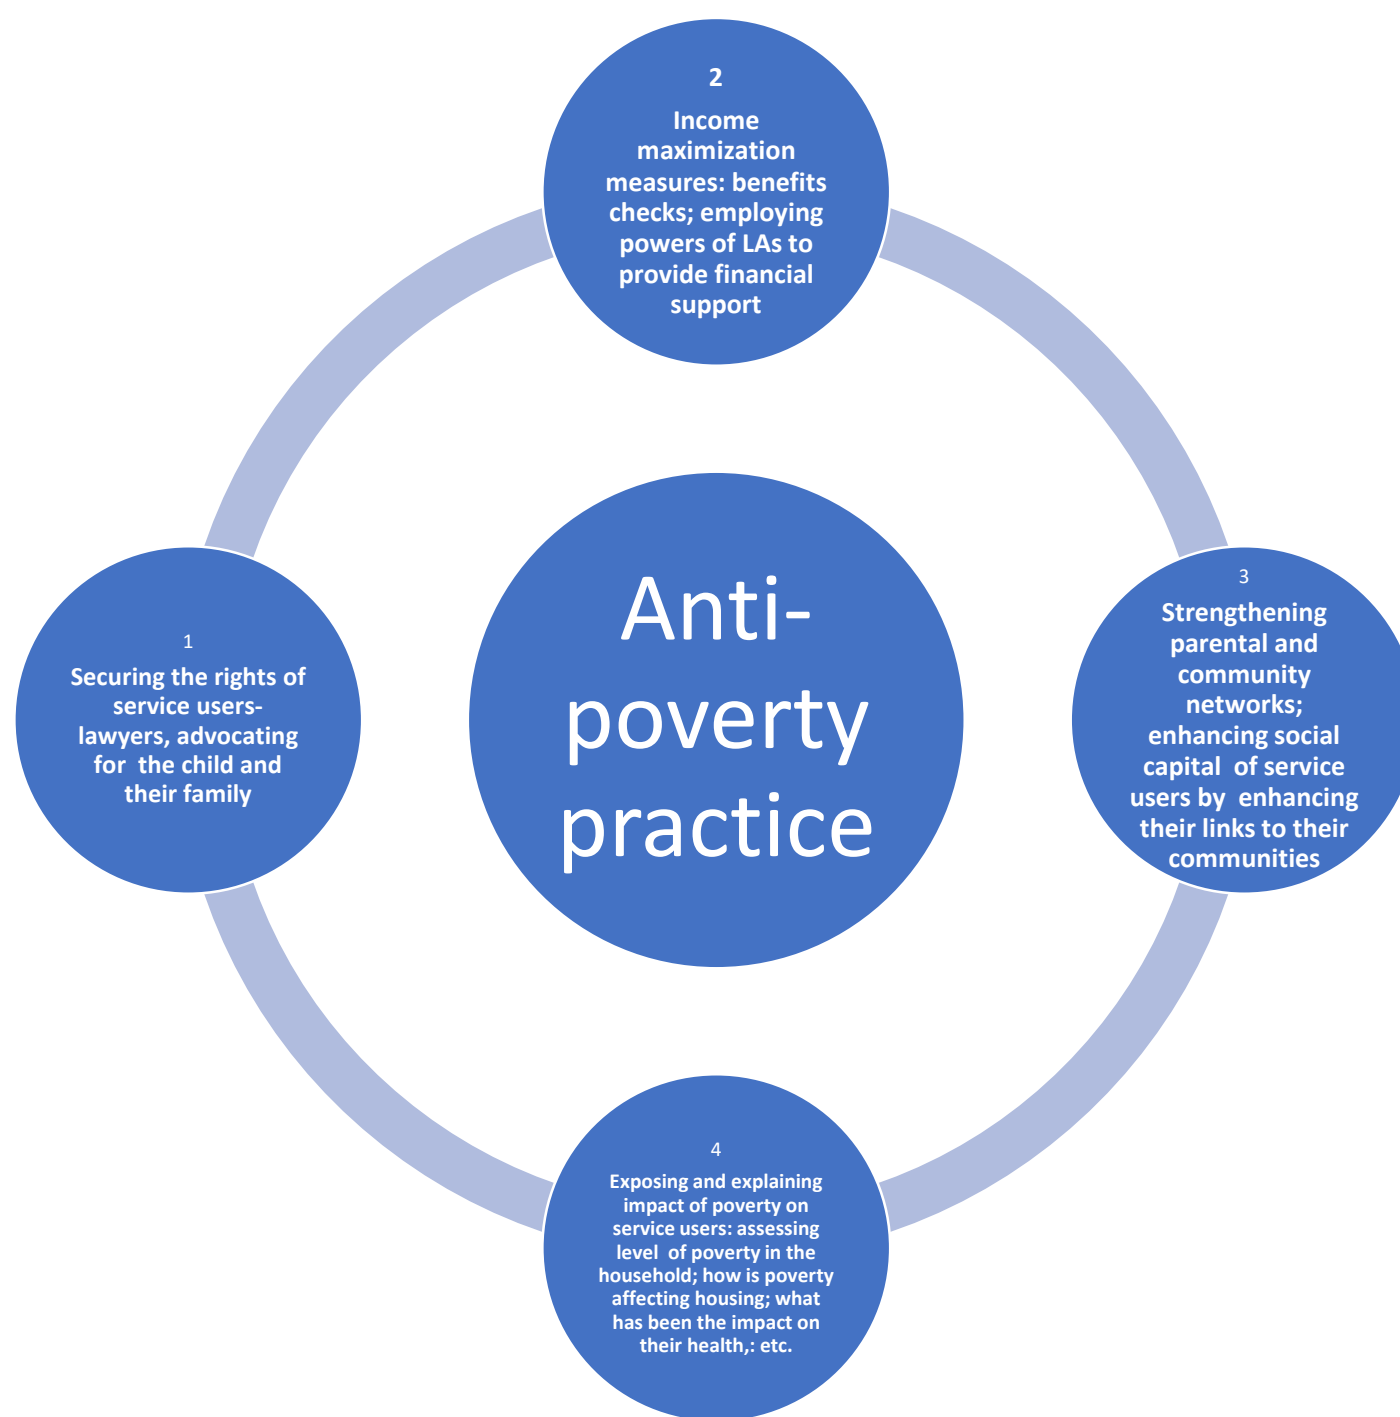 2
Income
maximization
measures: benefits
checks; employing
powers of LAs to
provide financial
support
1
Securing the rights of
service users-
lawyers, advocating
for  the child and
their family
Anti-
poverty
practice
3
Strengthening
parental and
community
networks;
enhancing social
capital  of service
users by  enhancing
their links to their
communities
4
Exposing and explaining
impact of poverty on
service users: assessing
level  of poverty in the
household; how is poverty
affecting housing; what
has been the impact on
their health,: etc.